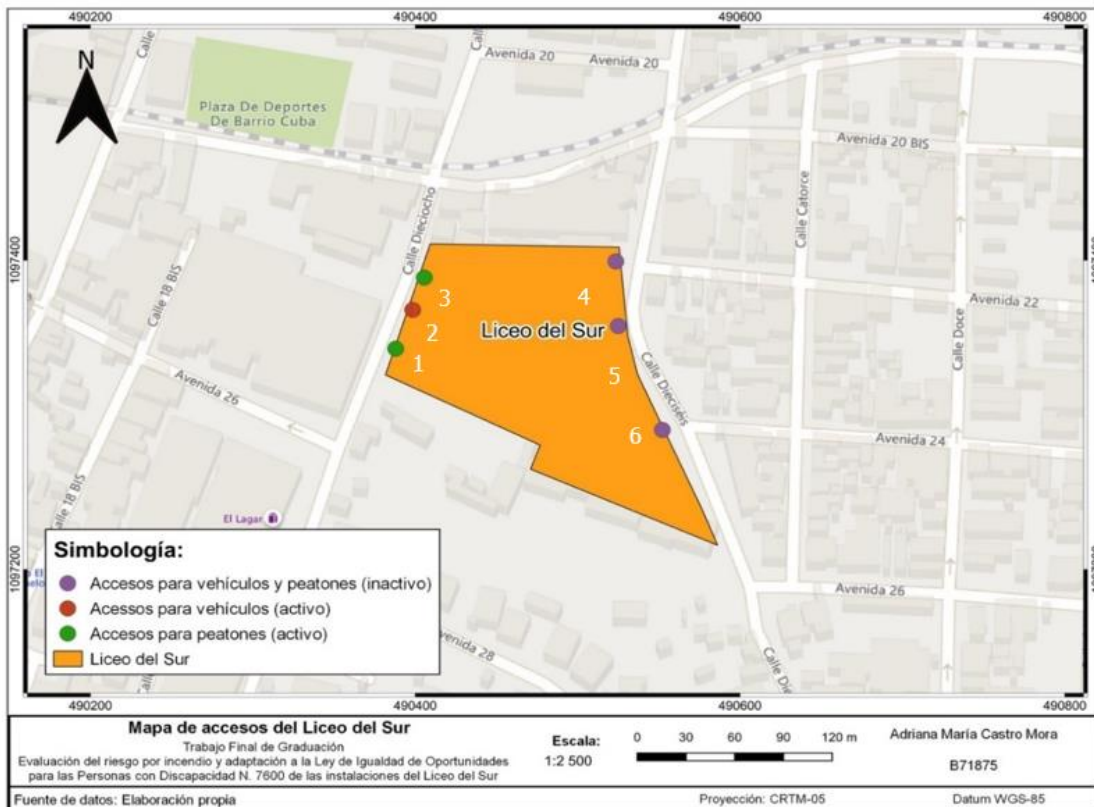 490200 490400 490600 490800
N
Calle
Cal
Avenida 20
Avenida 20
Plaza De Deportes
De Barrio Cuba
Avenida 20 BIS
Calle Catorce
Calle Dieciocho
1097400
Calle 18 BIS
3
4
2
Liceo del Sur
1
5
Avenida 22
Calle Doce
Calle Dieciséis
Avenida 26
6
Avenida 24
Calle 18 BIS
El Lagar
1097200
Simbología:
Accesos para vehículos y peatones (inactivo)
Acessos para vehículos (activo)
Accesos para peatones (activo)
Liceo del Sur
Avenida 26
venida 28
Calle Die
490200 490400 490600 490800
Mapa de accesos del Liceo del Sur
Trabajo Final de Graduación
Evaluación del riesgo por incendio y adaptación a la Ley de Igualdad de Oportunidades
para las Personas con Discapacidad N. 7600 de las instalaciones del Liceo del Sur
Escala:
1:2 500
0 30 60 90 120 m
Adriana María Castro Mora
B71875
Fuente de datos: Elaboración propia
Proyección: CRTM-05
Datum WGS-85